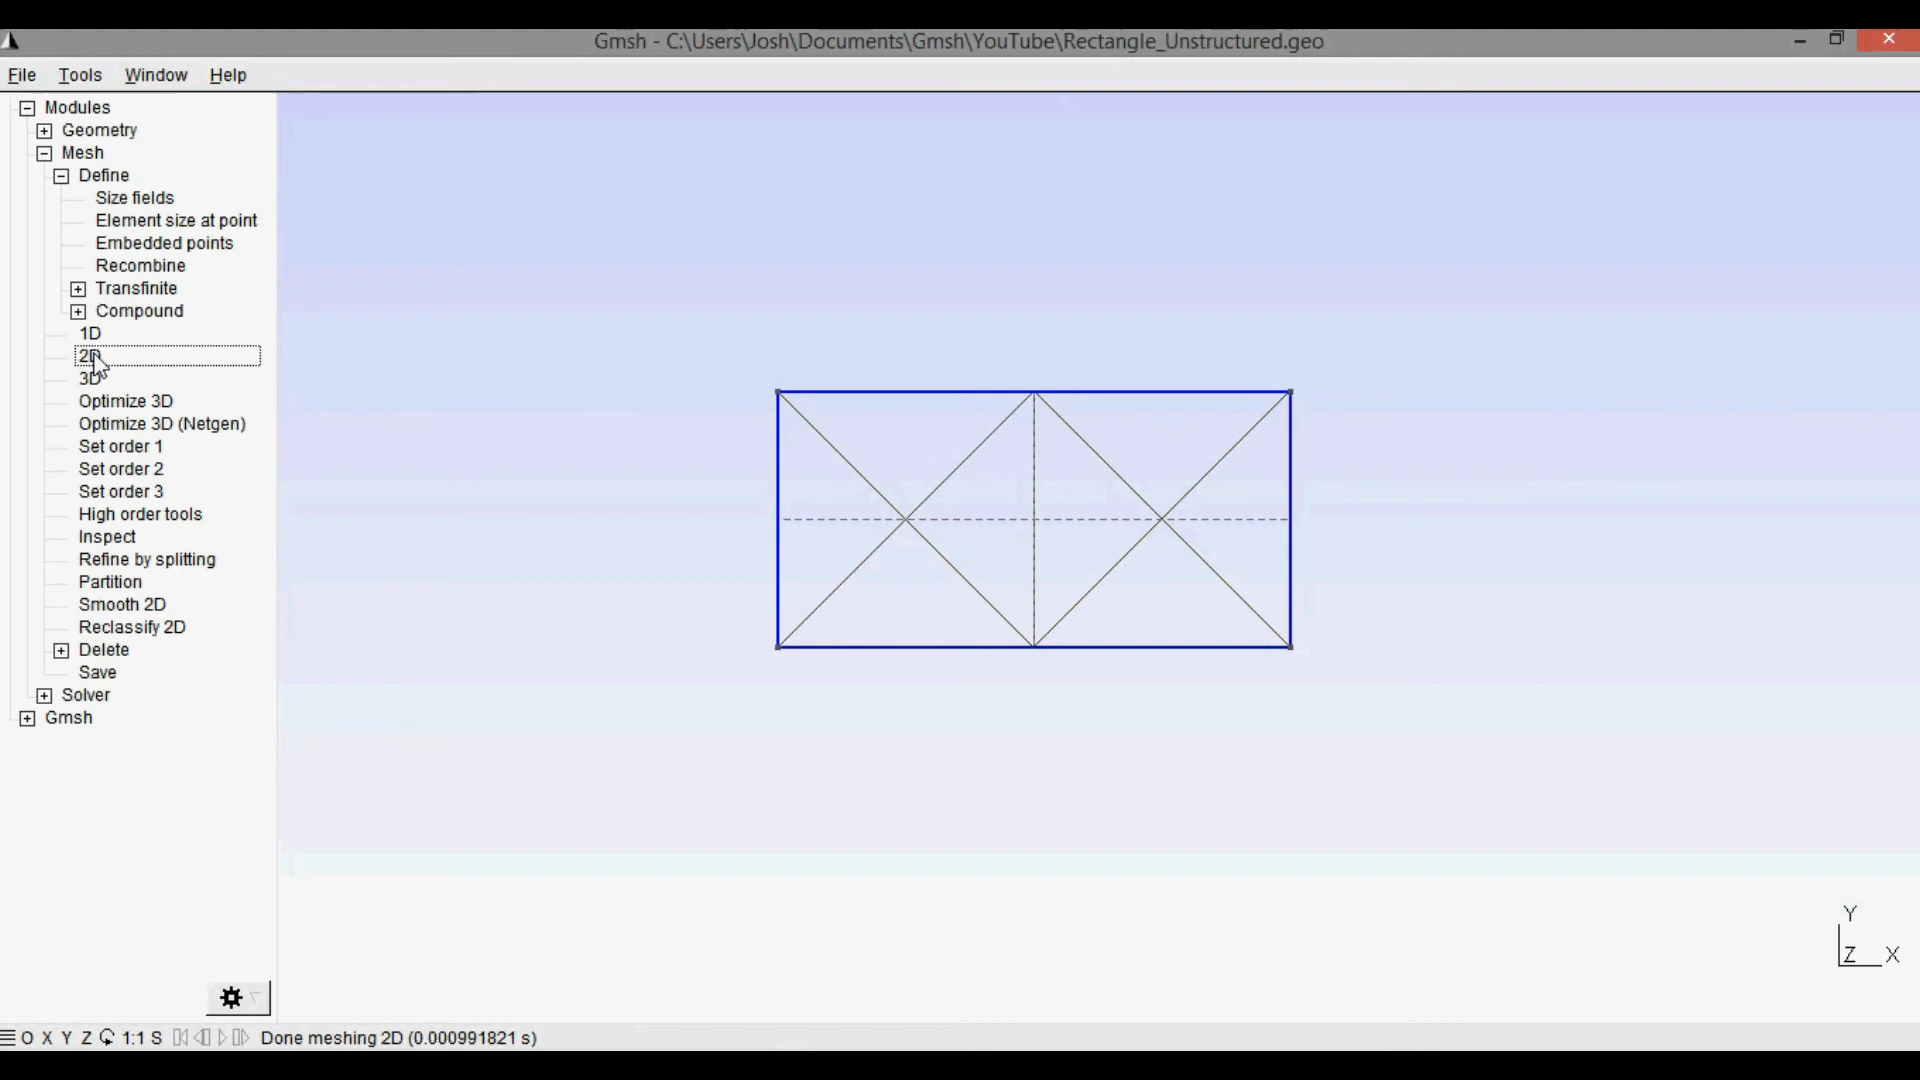 Gmsh - C:\Users\Josh\Documents\Gmsh\YouTube\Rectangle_Unstructured.geo
File Tools Window Help
Modules
Geometry
Mesh
Define
Size fields
Element size at point
Embedded points
Recombine
Transfinite
Compound
1D
2D
3D
Optimize 3D
Optimize 3D (Netgen)
Set order 1
Set order 2
Set order 3
High order tools
Inspect
Refine by splitting
Partition
Smooth 2D
Reclassify 2D
Delete
Save
Solver
Gmsh
Y
Z X
O X Y Z 1:1 S Done meshing 2D (0.000991821 s)